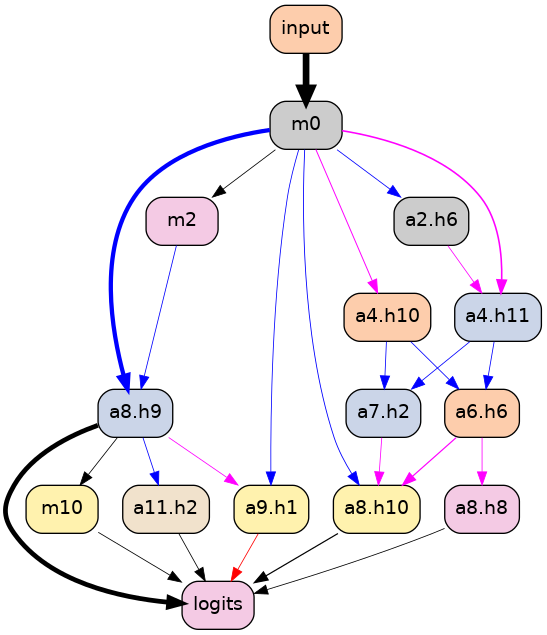 input
m0
m2
a2.h6
a4.h10
a4.h11
a8.h9
a7.h2
a6.h6
m10
a11.h2
a9.h1
a8.h10
a8.h8
logits